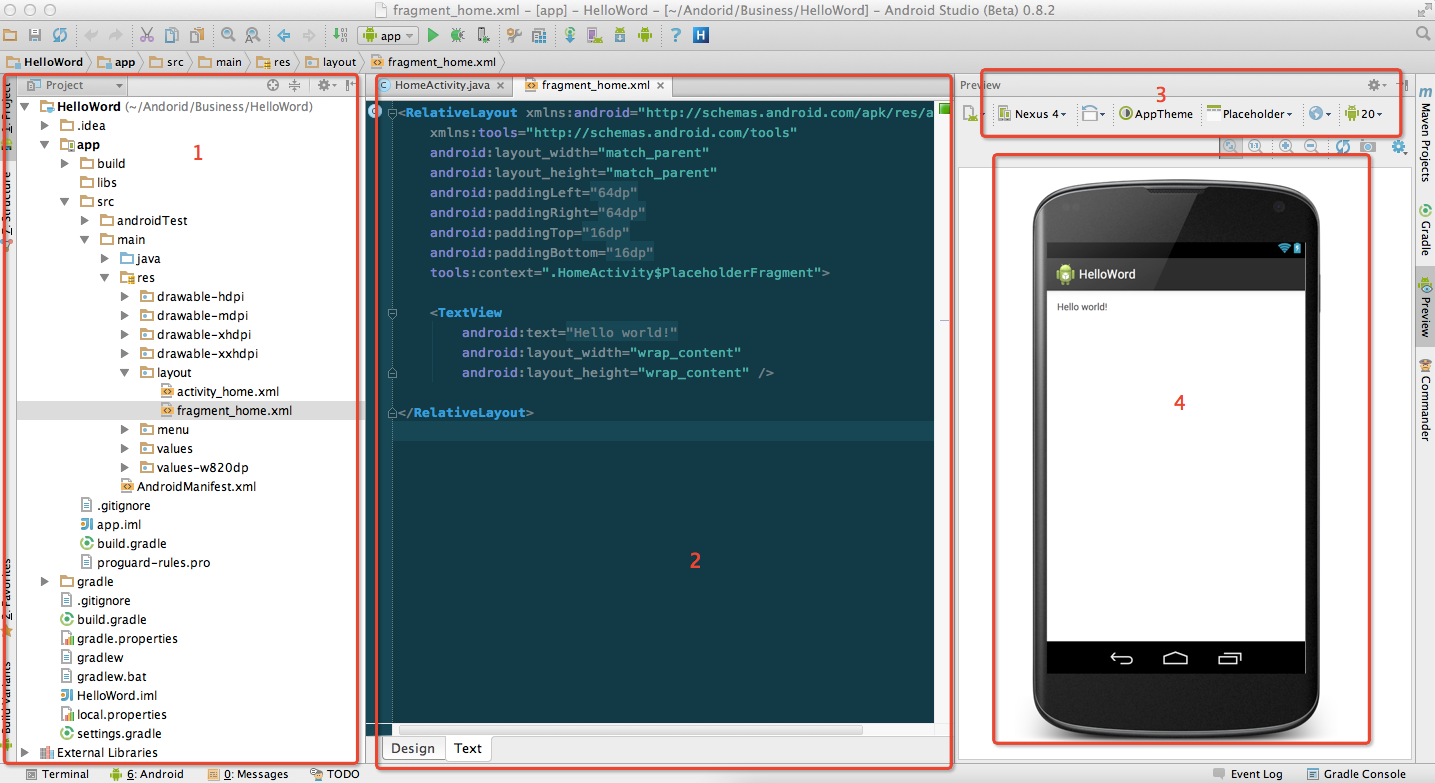 fragment_home.xml – [app] – HelloWord – [~/Andorid/Business/HelloWord] – Android Studio (Beta) 0.8.2
app
? H
HelloWord app src main res layout fragment_home.xml
Project
HelloWord (~/Andorid/Business/HelloWord)
.idea
app
build
libs
src
androidTest
main
java
res
drawable-hdpi
drawable-mdpi
drawable-xhdpi
drawable-xxhdpi
layout
activity_home.xml
fragment_home.xml
menu
values
values-w820dp
AndroidManifest.xml
.gitignore
app.iml
build.gradle
proguard-rules.pro
gradle
.gitignore
build.gradle
gradle.properties
gradlew
gradlew.bat
HelloWord.iml
local.properties
settings.gradle
External Libraries
1
1: Project
Z: Structure
2: Favorites
Build Variants
HomeActivity.java fragment_home.xml
<RelativeLayout xmlns:android="http://schemas.android.com/apk/res/a
xmlns:tools="http://schemas.android.com/tools"
android:layout_width="match_parent"
android:layout_height="match_parent"
android:paddingLeft="64dp"
android:paddingRight="64dp"
android:paddingTop="16dp"
android:paddingBottom="16dp"
tools:context=".HomeActivity$PlaceholderFragment">
<TextView
android:text="Hello world!"
android:layout_width="wrap_content"
android:layout_height="wrap_content" />
</RelativeLayout>
2
Design Text
Preview
3
Nexus 4 AppTheme Placeholder 20
HelloWord
Hello world!
4
Maven Projects
Gradle
Preview
Commander
Terminal 6: Android 0: Messages TODO Event Log Gradle Console